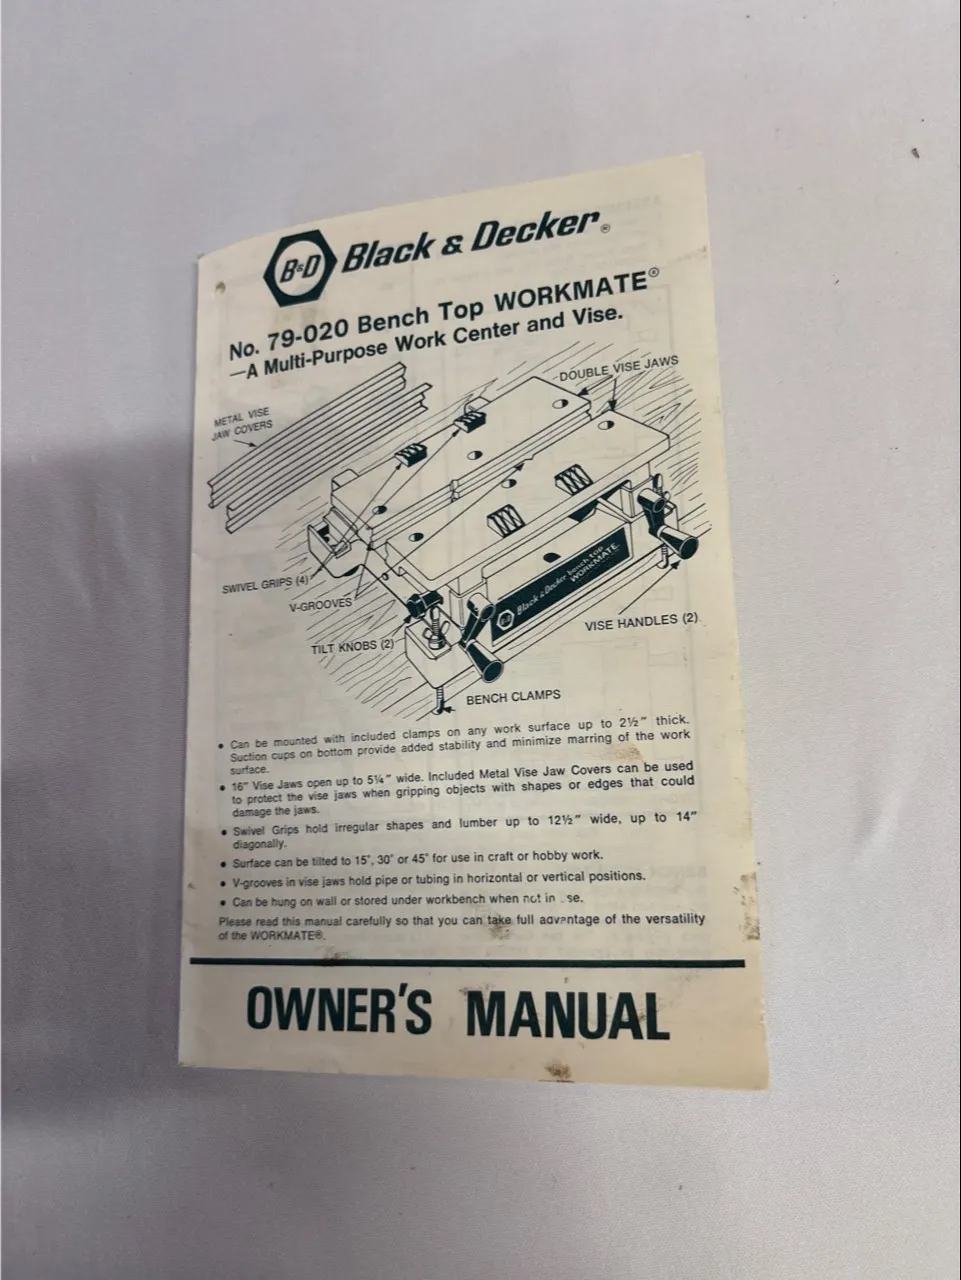 B&D Black & Decker®
No. 79-020 Bench Top WORKMATE®
—A Multi-Purpose Work Center and Vise.
DOUBLE VISE JAWS
METAL VISE
JAW COVERS
SWIVEL GRIPS (4)
V-GROOVES
TILT KNOBS (2)
B&D Black & Decker bench top
WORKMATE
VISE HANDLES (2)
BENCH CLAMPS
• Can be mounted with included clamps on any work surface up to 2½" thick.
Suction cups on bottom provide added stability and minimize marring of the work
surface.
• 16" Vise Jaws open up to 5¼" wide. Included Metal Vise Jaw Covers can be used
to protect the vise jaws when gripping objects with shapes or edges that could
damage the jaws.
• Swivel Grips hold irregular shapes and lumber up to 12½" wide, up to 14"
diagonally.
• Surface can be tilted to 15°, 30° or 45° for use in craft or hobby work.
• V-grooves in vise jaws hold pipe or tubing in horizontal or vertical positions.
• Can be hung on wall or stored under workbench when not in se.
Please read this manual carefully so that you can take full advantage of the versatility
of the WORKMATE®.
OWNER'S MANUAL